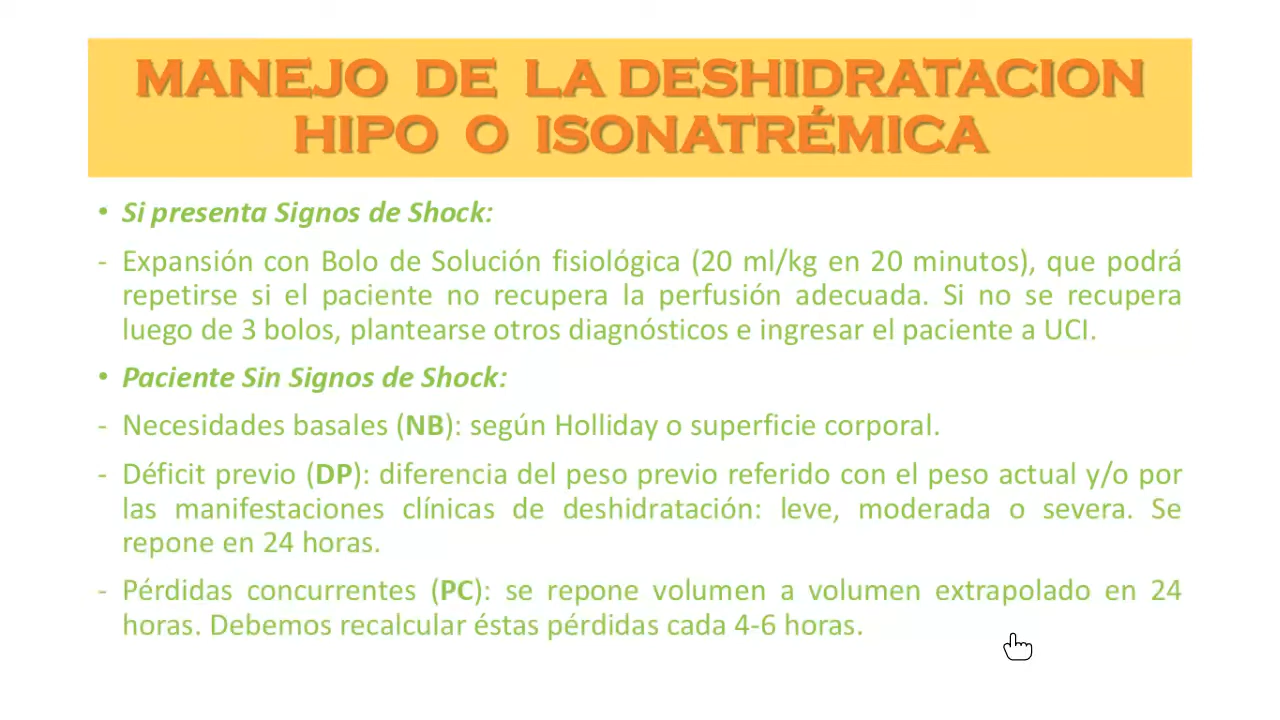 MANEJO DE LA DESHIDRATACION
HIPO O ISONATRÉMICA
• Si presenta Signos de Shock:
- Expansión con Bolo de Solución fisiológica (20 ml/kg en 20 minutos), que podrá
repetirse si el paciente no recupera la perfusión adecuada. Si no se recupera
luego de 3 bolos, plantearse otros diagnósticos e ingresar el paciente a UCI.
• Paciente Sin Signos de Shock:
- Necesidades basales (NB): según Holliday o superficie corporal.
- Déficit previo (DP): diferencia del peso previo referido con el peso actual y/o por
las manifestaciones clínicas de deshidratación: leve, moderada o severa. Se
repone en 24 horas.
- Pérdidas concurrentes (PC): se repone volumen a volumen extrapolado en 24
horas. Debemos recalcular éstas pérdidas cada 4-6 horas.